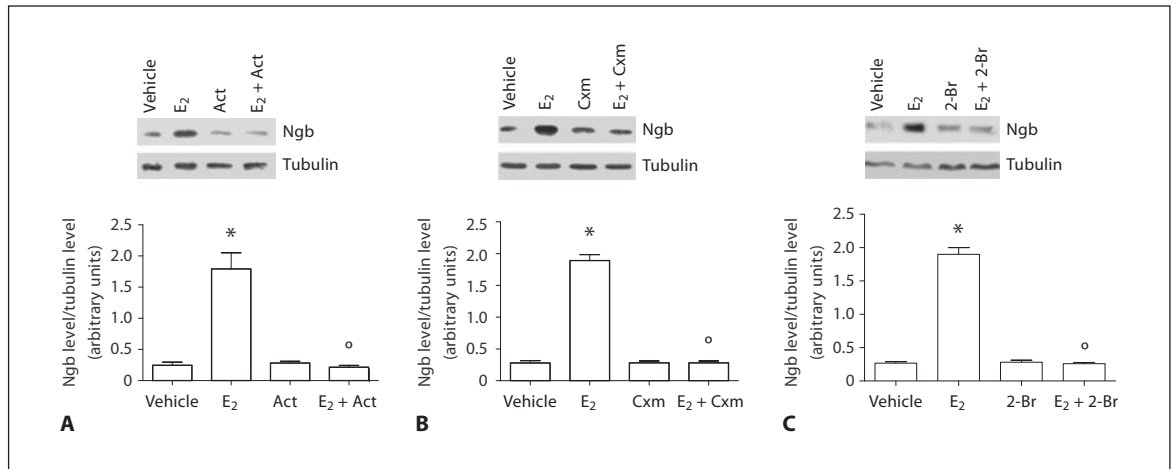 Vehicle
E2
Act
E2 + Act
Ngb
Tubulin
Ngb level/tubulin level
(arbitrary units)
2.5
2.0
1.5
1.0
0.5
0
*
o
Vehicle E2 Act E2 + Act
A
Vehicle
E2
Cxm
E2 + Cxm
Ngb
Tubulin
Ngb level/tubulin level
(arbitrary units)
2.5
2.0
1.5
1.0
0.5
0
*
o
Vehicle E2 Cxm E2 + Cxm
B
Vehicle
E2
2-Br
E2 + 2-Br
Ngb
Tubulin
Ngb level/tubulin level
(arbitrary units)
2.5
2.0
1.5
1.0
0.5
0
*
o
Vehicle E2 2-Br E2 + 2-Br
C